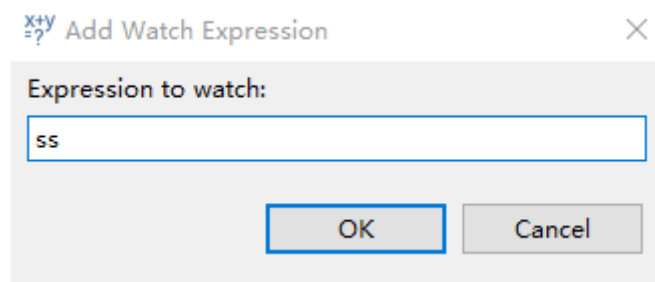 x+y
=?
Add Watch Expression
Expression to watch:
ss
OK
Cancel